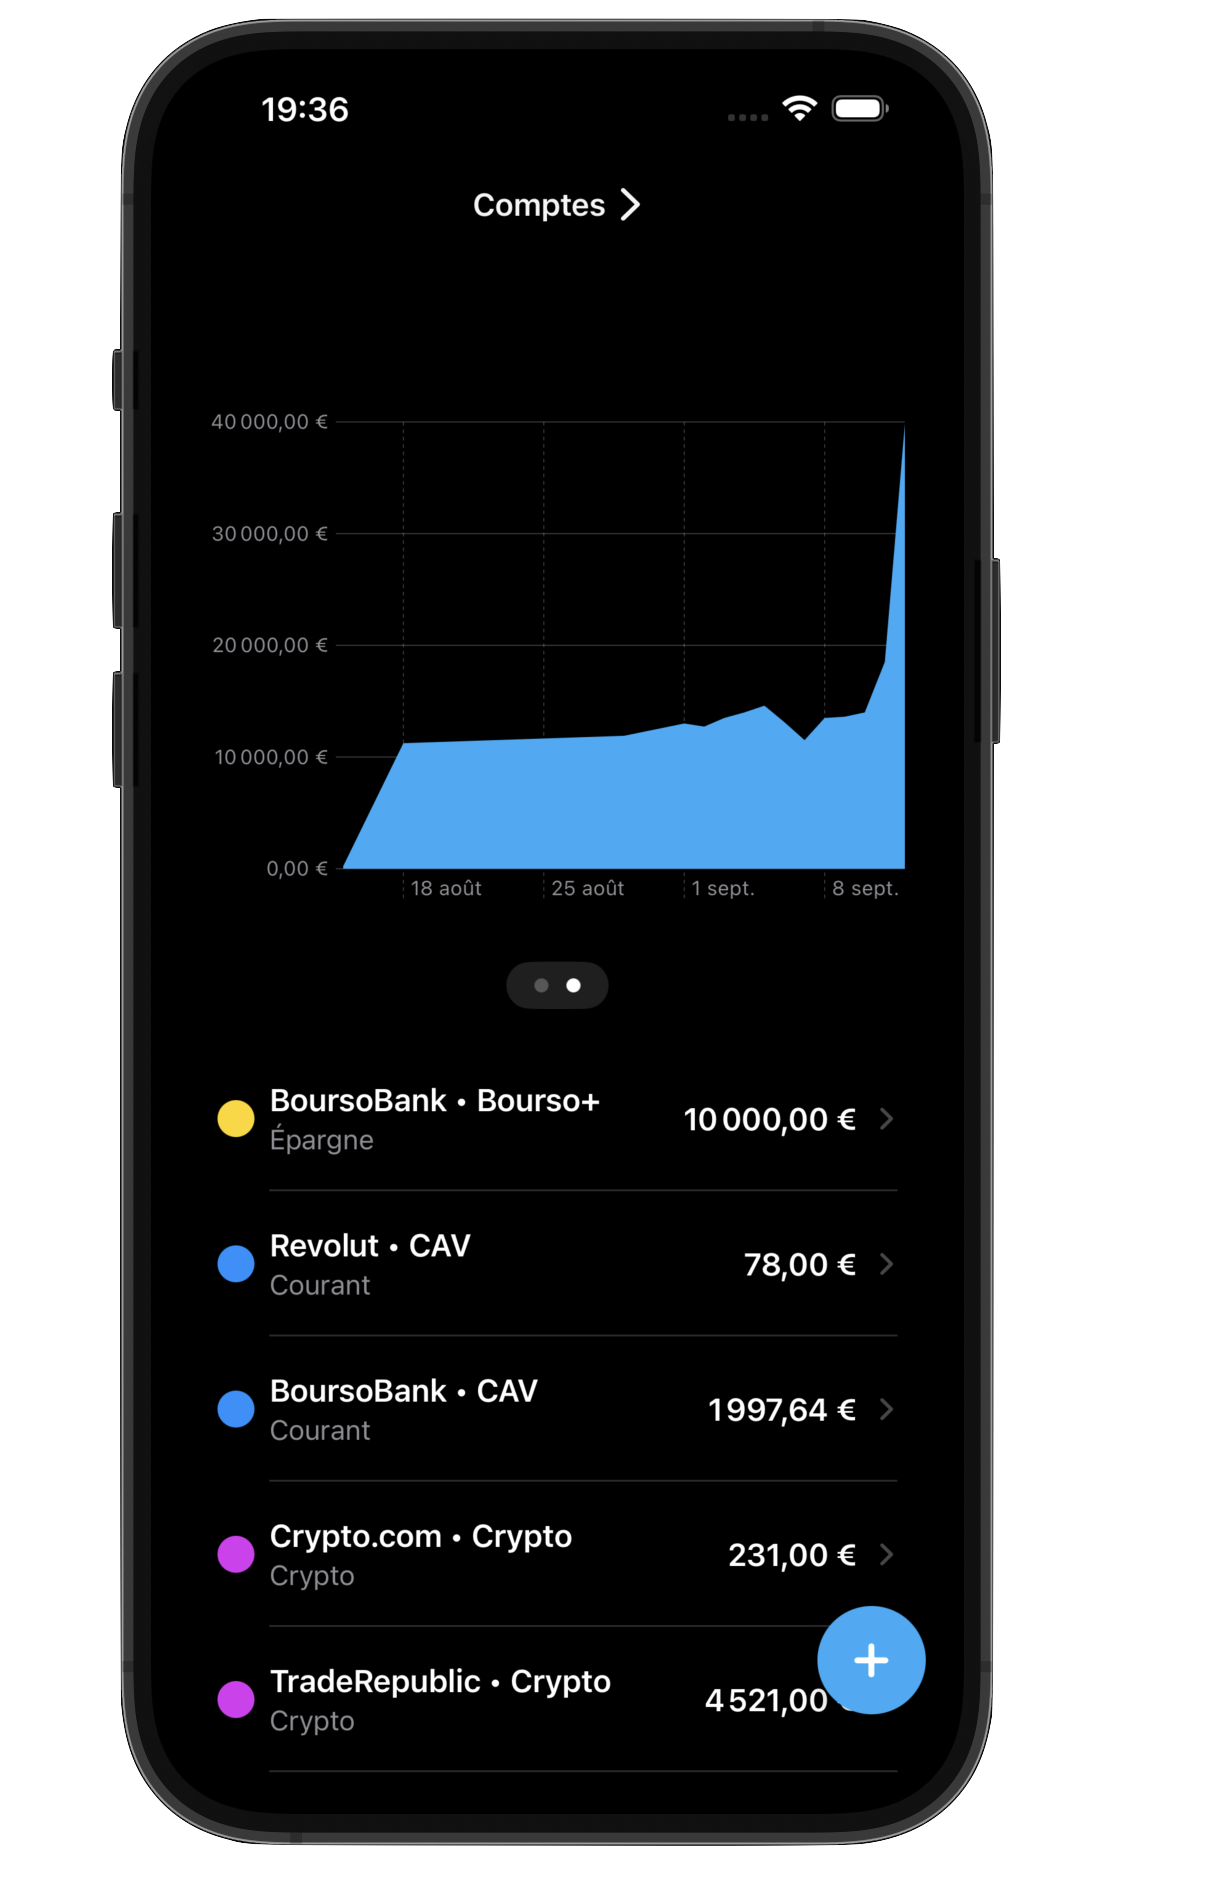 19:36
Comptes
40 000,00 €
30 000,00 €
20 000,00 €
10 000,00 €
0,00 €
18 août
25 août
1 sept.
8 sept.
BoursoBank • Bourso+
10 000,00 €
Épargne
Revolut • CAV
78,00 €
Courant
BoursoBank • CAV
1 997,64 €
Courant
Crypto.com • Crypto
231,00 €
Crypto
TradeRepublic • Crypto
4 521,00 €
Crypto